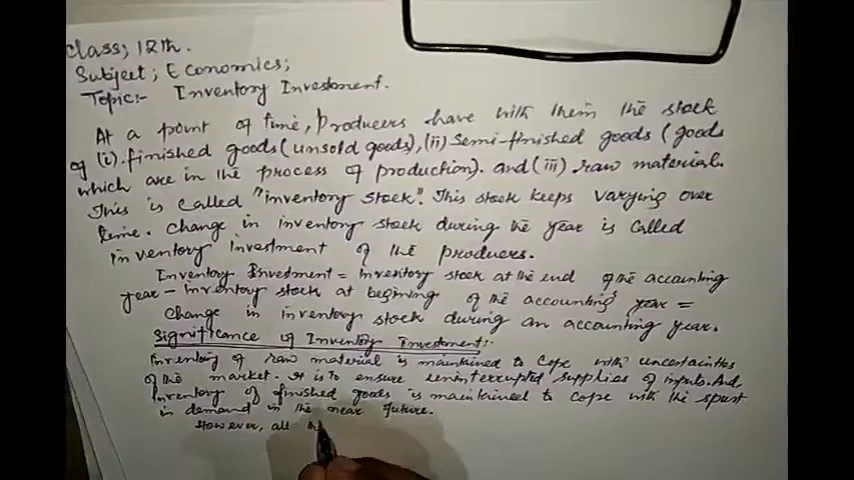 Class; 12th.
Subject; Economics;
Topic:- Inventory Investment.
At a point of time, Producers have with them the stock
of (i). finished goods (unsold goods), (ii) Semi-finished goods (goods
which are in the process of production). and (iii). raw material.
This is called "inventory stock". This stock keeps varying over
time. Change in inventory stock during the year is called
inventory investment of the producers.
Inventory Investment = Inventory stock at the end of the accounting
year - Inventory stock at begining of the accounting year =
Change in inventory stock during an accounting year.
Significance of Inventory Investment:-
Inventory of raw material is maintained to Cope with uncertainties
of the market. It is to ensure uninterrupted supplies of inputs. And
Inventory of finished goods is maintained to cope with the spurt
in demand in the near future.
However, all